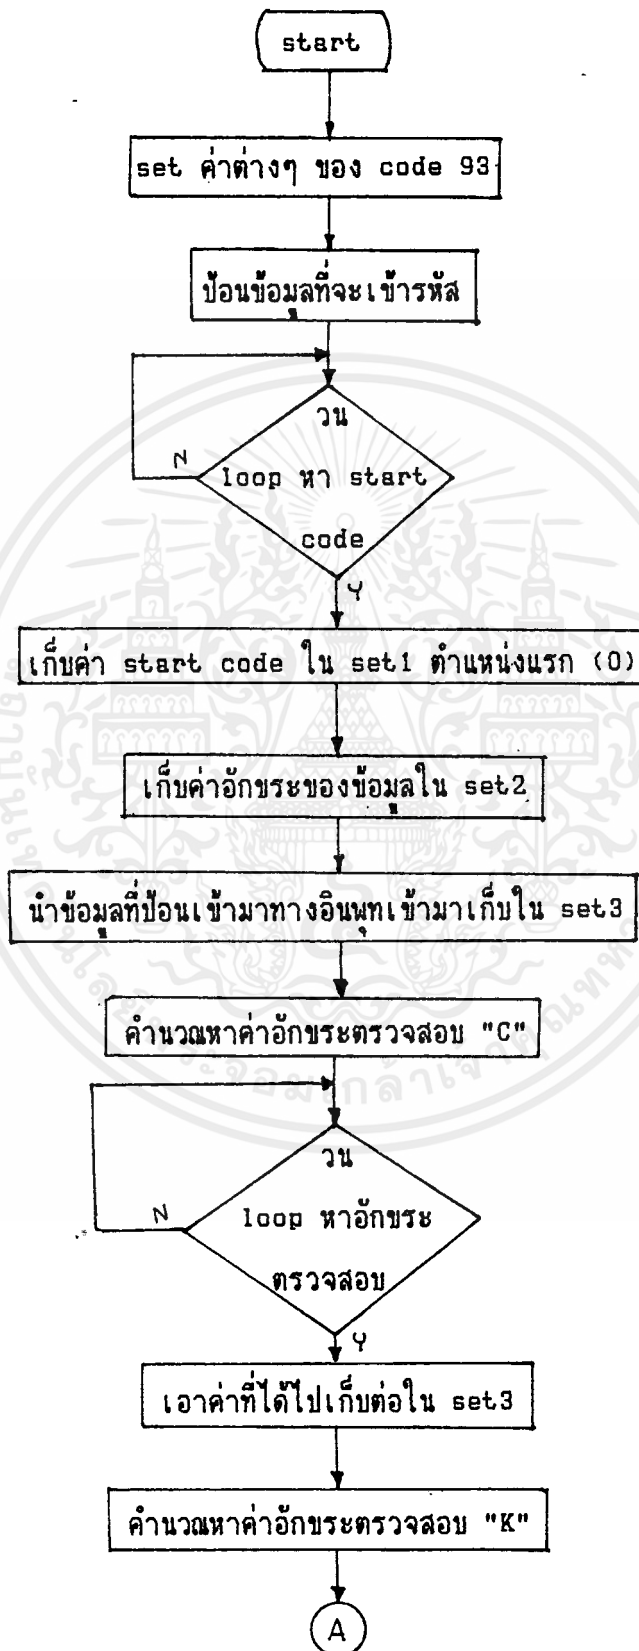 start
set ค่าต่างๆ ของ code 93
ป้อนข้อมูลที่จะเข้ารหัส
วน
N
loop หา start
code
Y
เก็บค่า start code ใน set1 ตำแหน่งแรก (0)
เก็บค่าอักขระของข้อมูลใน set2
นำข้อมูลที่ป้อนเข้ามาทางอินพุทเข้ามาเก็บใน set3
คำนวณหาค่าอักขระตรวจสอบ "C"
วน
N
loop หาอักขระ
ตรวจสอบ
Y
เอาค่าที่ได้ไปเก็บต่อใน set3
คำนวณหาค่าอักขระตรวจสอบ "K"
A